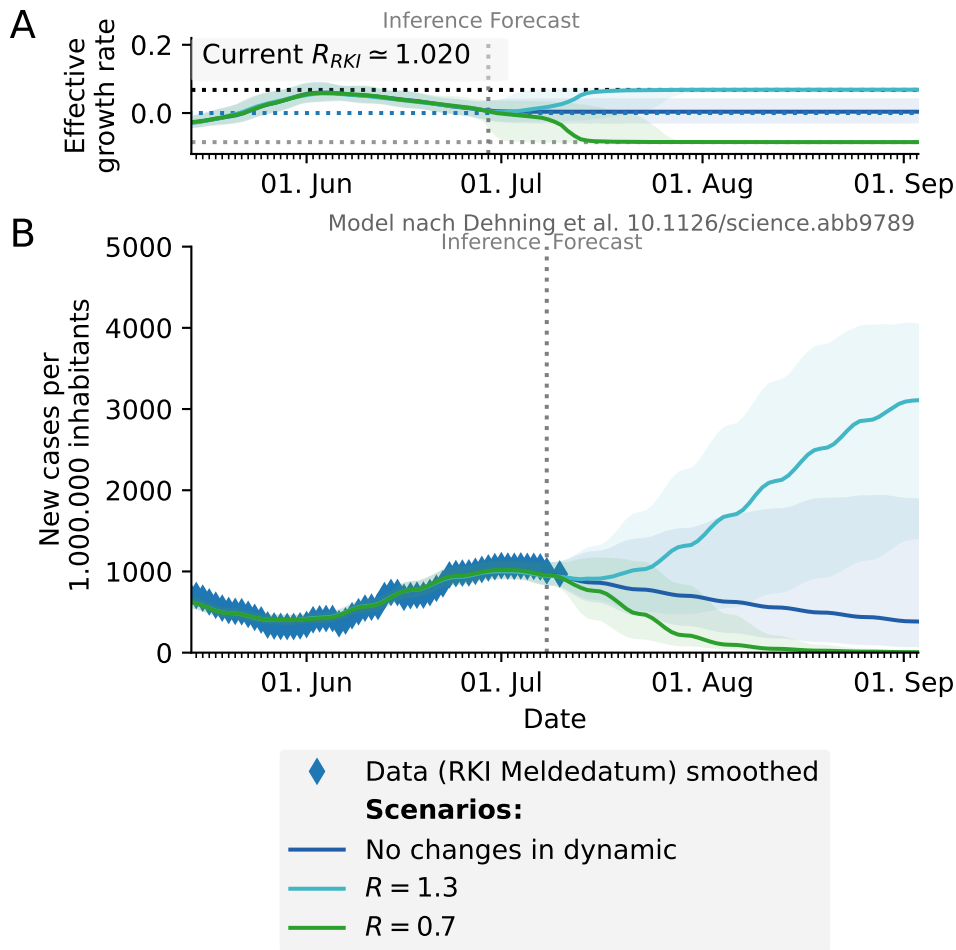 A
Inference Forecast
Effective
growth rate
0.2
0.0
Current R_RKI ≃ 1.020
01. Jun
01. Jul
01. Aug
01. Sep
B
Model nach Dehning et al. 10.1126/science.abb9789
Inference Forecast
New cases per
1.000.000 inhabitants
5000
4000
3000
2000
1000
0
01. Jun
01. Jul
01. Aug
01. Sep
Date
Data (RKI Meldedatum) smoothed
Scenarios:
No changes in dynamic
R = 1.3
R = 0.7